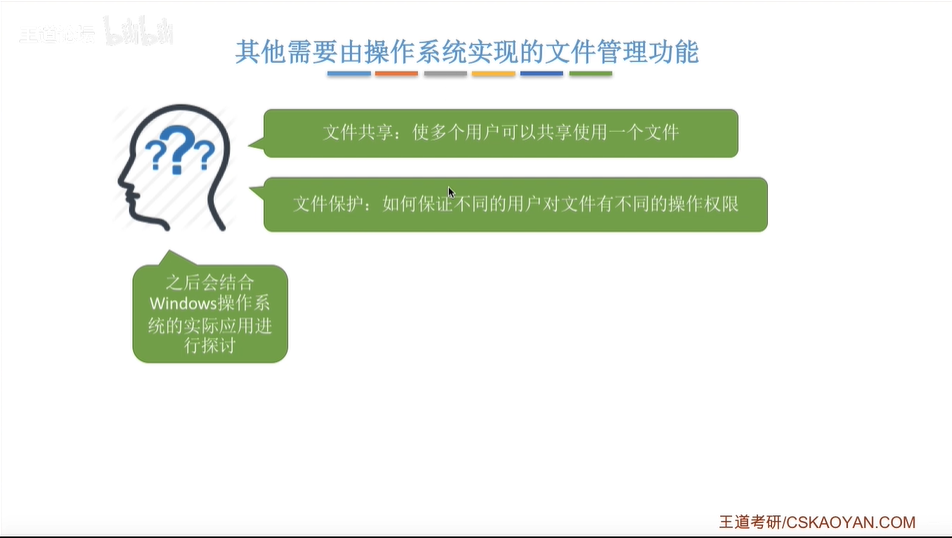 bilibili
其他需要由操作系统实现的文件管理功能
???
文件共享：使多个用户可以共享使用一个文件
文件保护：如何保证不同的用户对文件有不同的操作权限
之后会结合
Windows操作系
统的实际应用进
行探讨
王道考研/CSKAOYAN.COM